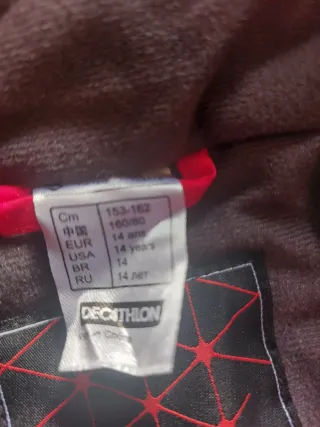 Cm 153-162
中国 160/80
EUR 14 ans
USA 14 years
BR 14
RU 14 лет
DECATHLON